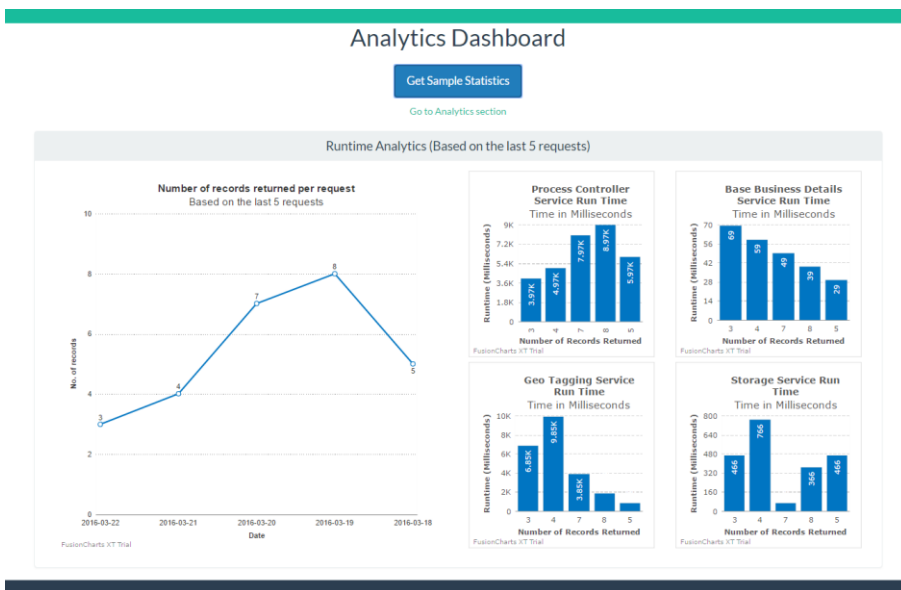 Analytics Dashboard
Get Sample Statistics
Go to Analytics section
Runtime Analytics (Based on the last 5 requests)
Number of records returned per request
Based on the last 5 requests
No. of records
10
8
6
4
2
0
3
4
7
8
5
2016-03-22 2016-03-21 2016-03-20 2016-03-19 2016-03-18
Date
FusionCharts XT Trial
Process Controller
Service Run Time
Time in Milliseconds
Runtime (Milliseconds)
9K
7.2K
5.4K
3.6K
1.8K
0
3.97K 4.97K 7.97K 8.97K 5.97K
3 4 7 8 5
Number of Records Returned
FusionCharts XT Trial
Base Business Details
Service Run Time
Time in Milliseconds
Runtime (Milliseconds)
70
56
42
28
14
0
69 59 49 39 29
3 4 7 8 5
Number of Records Returned
FusionCharts XT Trial
Geo Tagging Service
Run Time
Time in Milliseconds
Runtime (Milliseconds)
10K
8K
6K
4K
2K
0
6.85K 9.85K 3.85K
3 4 7 8 5
Number of Records Returned
FusionCharts XT Trial
Storage Service Run
Time
Time in Milliseconds
Runtime (Milliseconds)
800
640
480
320
160
0
466 766 366 466
3 4 7 8 5
Number of Records Returned
FusionCharts XT Trial